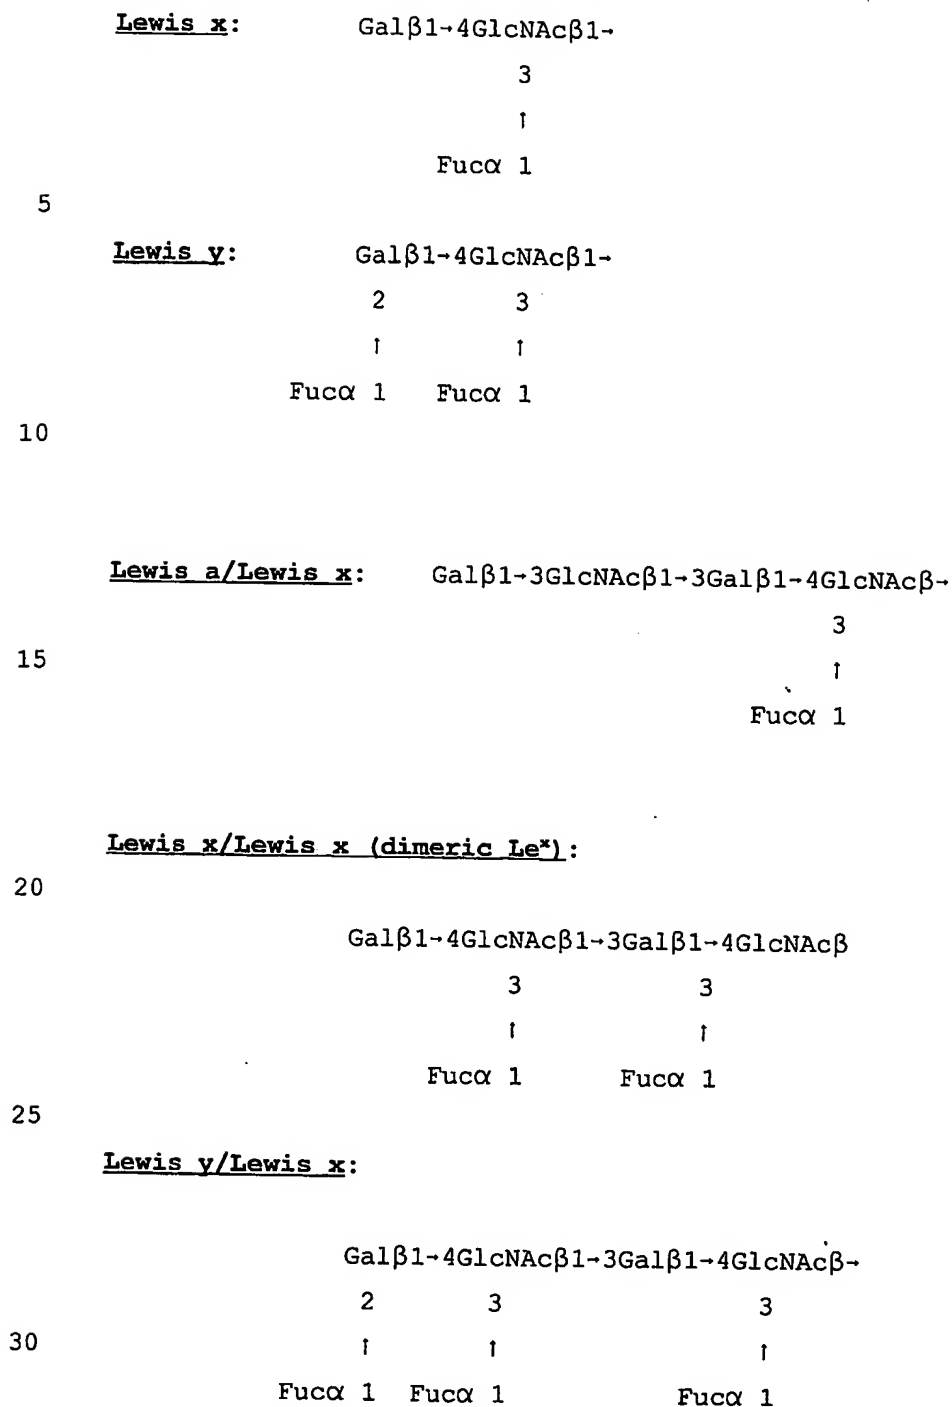 Lewis x: Galβ1→4GlcNAcβ1→
3
↑
Fucα 1
5
Lewis y: Galβ1→4GlcNAcβ1→
2 3
↑ ↑
Fucα 1 Fucα 1
10
Lewis a/Lewis x: Galβ1→3GlcNAcβ1→3Galβ1→4GlcNAcβ→
3
15 ↑
Fucα 1
Lewis x/Lewis x (dimeric Leˣ):
20
Galβ1→4GlcNAcβ1→3Galβ1→4GlcNAcβ
3 3
↑ ↑
Fucα 1 Fucα 1
25
Lewis y/Lewis x:
Galβ1→4GlcNAcβ1→3Galβ1→4GlcNAcβ→
2 3 3
30 ↑ ↑ ↑
Fucα 1 Fucα 1 Fucα 1